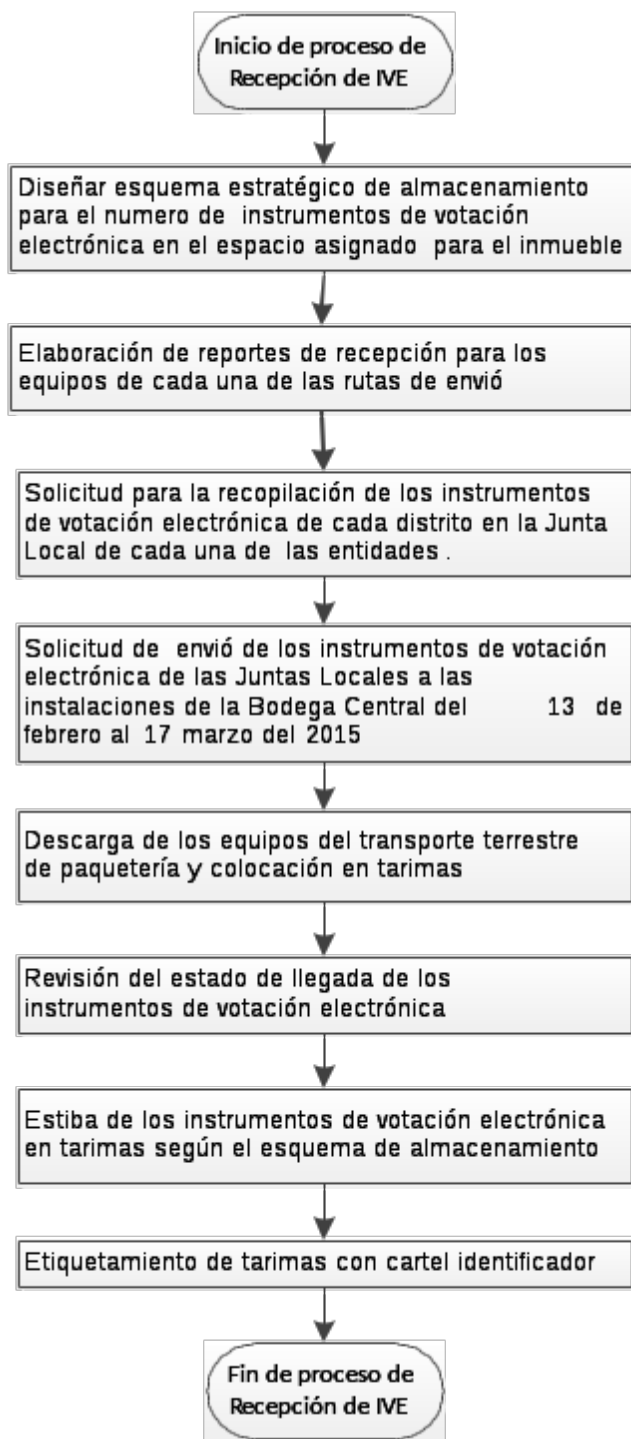 Inicio de proceso de
Recepción de IVE
Diseñar esquema estratégico de almacenamiento
para el numero de instrumentos de votación
electrónica en el espacio asignado para el inmueble
Elaboración de reportes de recepción para los
equipos de cada una de las rutas de envió
Solicitud para la recopilación de los instrumentos
de votación electrónica de cada distrito en la Junta
Local de cada una de las entidades .
Solicitud de envió de los instrumentos de votación
electrónica de las Juntas Locales a las
instalaciones de la Bodega Central del 13 de
febrero al 17 marzo del 2015
Descarga de los equipos del transporte terrestre
de paquetería y colocación en tarimas
Revisión del estado de llegada de los
instrumentos de votación electrónica
Estiba de los instrumentos de votación electrónica
en tarimas según el esquema de almacenamiento
Etiquetamiento de tarimas con cartel identificador
Fin de proceso de
Recepción de IVE